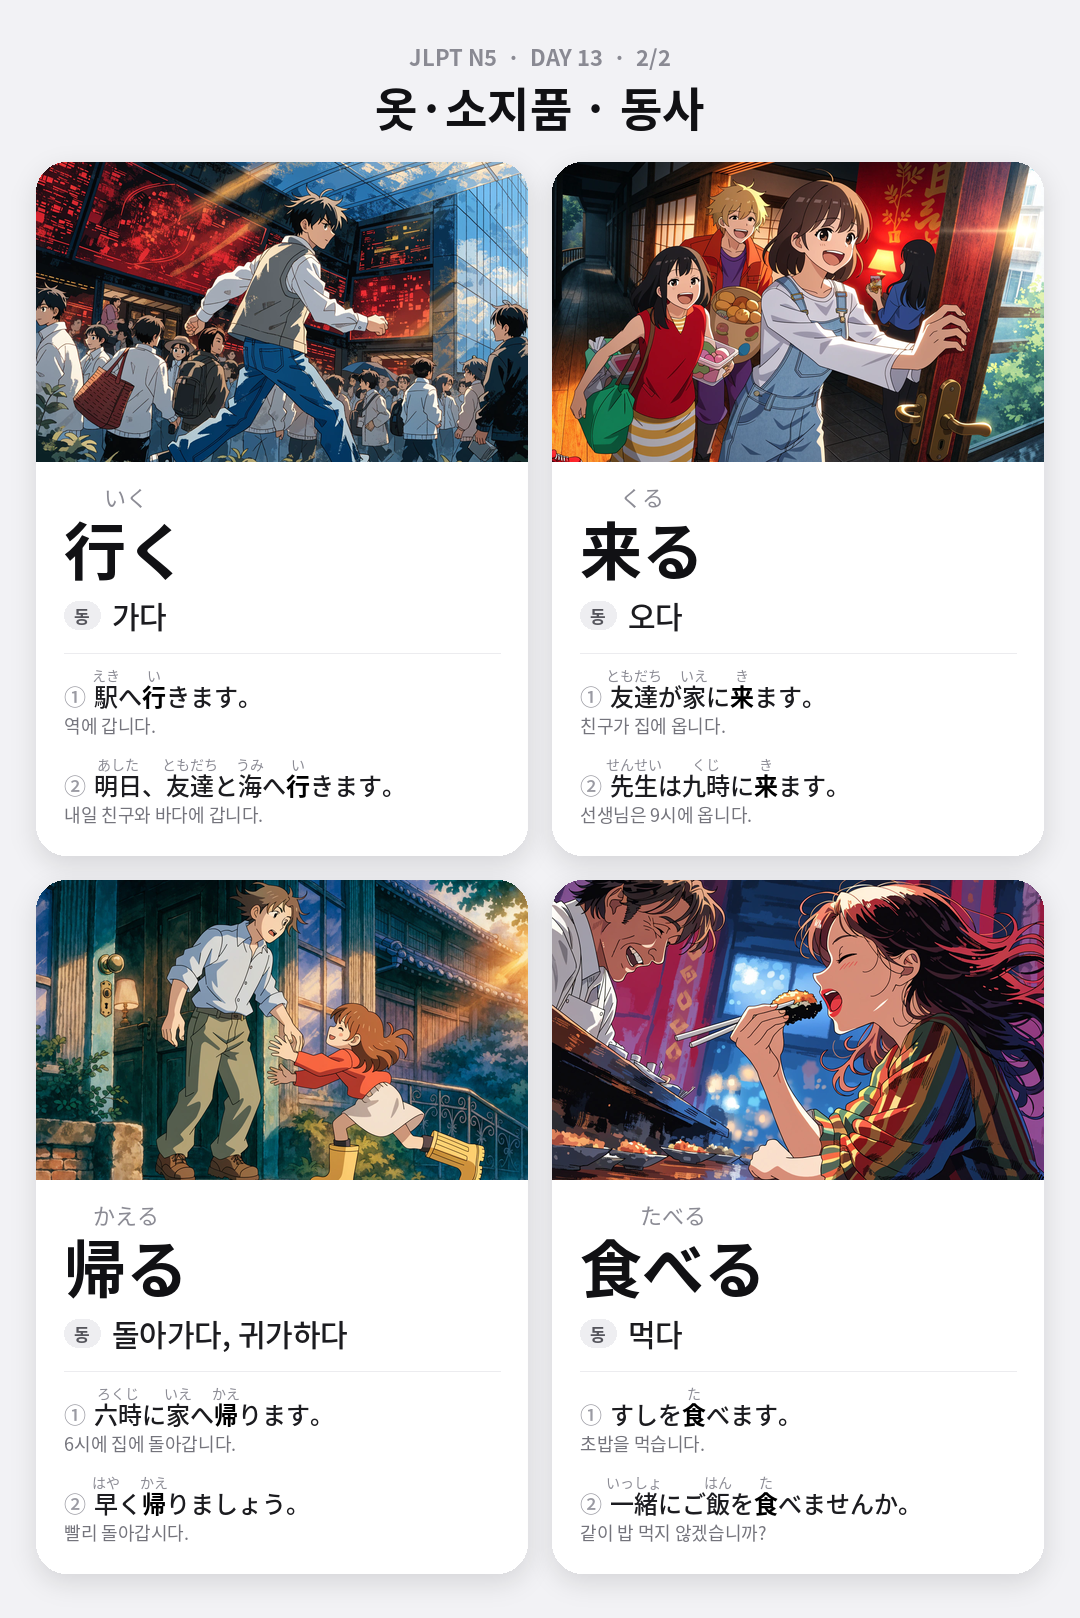 JLPT N5 · DAY 13 · 2/2
옷·소지품 · 동사
いく
行く
동 가다
えき い
① 駅へ行きます。
역에 갑니다.
あした ともだち うみ い
② 明日、友達と海へ行きます。
내일 친구와 바다에 갑니다.
くる
来る
동 오다
ともだち いえ き
① 友達が家に来ます。
친구가 집에 옵니다.
せんせい くじ き
② 先生は九時に来ます。
선생님은 9시에 옵니다.
かえる
帰る
동 돌아가다, 귀가하다
ろくじ いえ かえ
① 六時に家へ帰ります。
6시에 집에 돌아갑니다.
はや かえ
② 早く帰りましょう。
빨리 돌아갑시다.
たべる
食べる
동 먹다
た
① すしを食べます。
초밥을 먹습니다.
いっしょ はん た
② 一緒にご飯を食べませんか。
같이 밥 먹지 않겠습니까?